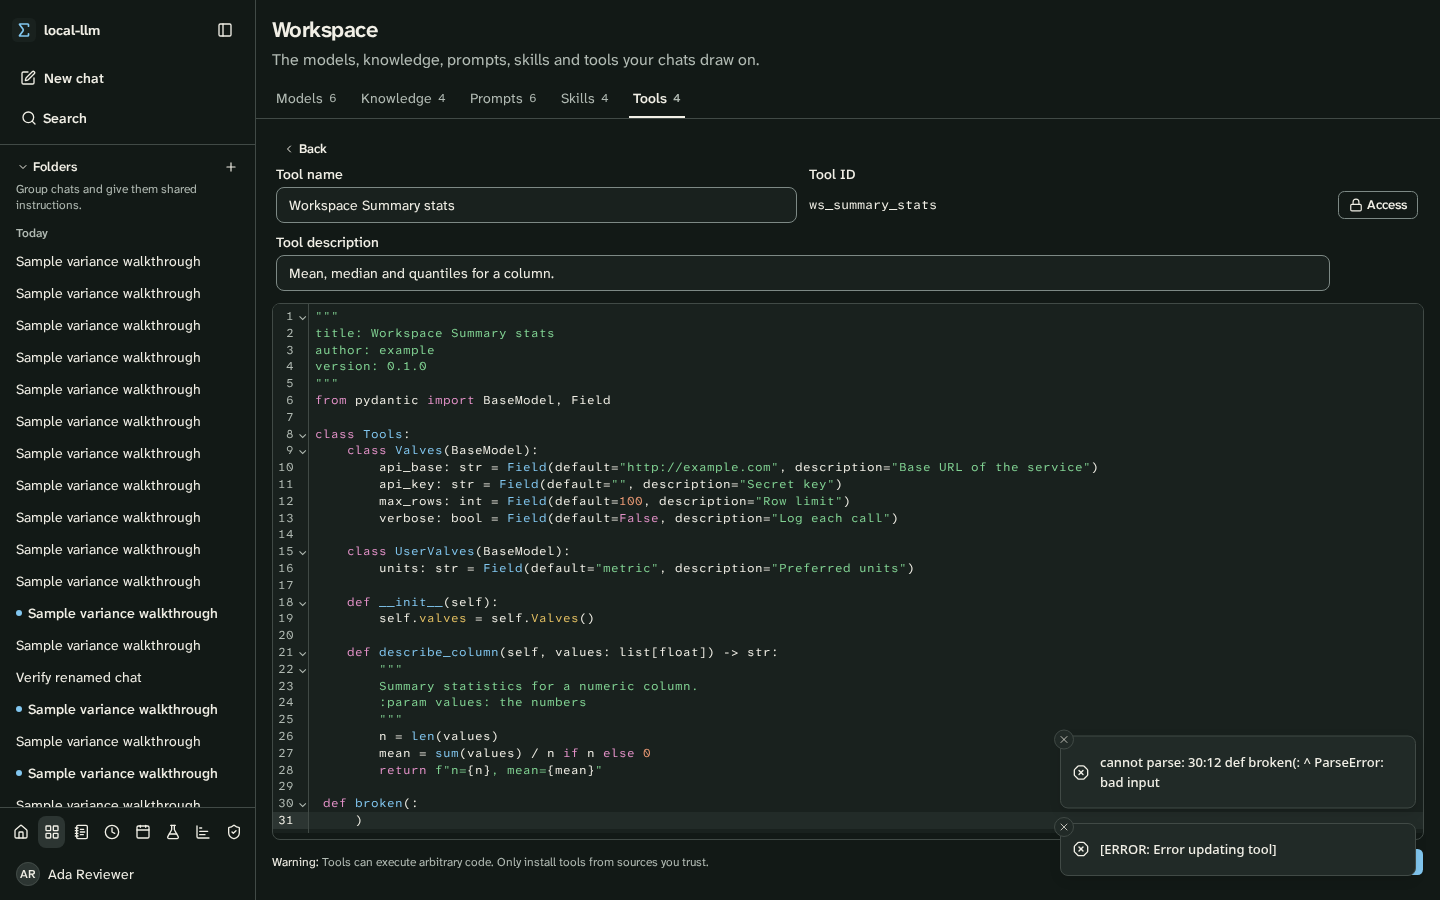 local-llm
New chat
Search
Folders
Group chats and give them shared
instructions.
Today
Sample variance walkthrough
Sample variance walkthrough
Sample variance walkthrough
Sample variance walkthrough
Sample variance walkthrough
Sample variance walkthrough
Sample variance walkthrough
Sample variance walkthrough
Sample variance walkthrough
Sample variance walkthrough
Sample variance walkthrough
Sample variance walkthrough
Sample variance walkthrough
Verify renamed chat
Sample variance walkthrough
Sample variance walkthrough
Sample variance walkthrough
Sample variance walkthrough
AR Ada Reviewer
Workspace
The models, knowledge, prompts, skills and tools your chats draw on.
Models 6 Knowledge 4 Prompts 6 Skills 4 Tools 4
Back
Tool name Tool ID
Workspace Summary stats ws_summary_stats Access
Tool description
Mean, median and quantiles for a column.
1 """
2 title: Workspace Summary stats
3 author: example
4 version: 0.1.0
5 """
6 from pydantic import BaseModel, Field
7
8 class Tools:
9     class Valves(BaseModel):
10         api_base: str = Field(default="http://example.com", description="Base URL of the service")
11         api_key: str = Field(default="", description="Secret key")
12         max_rows: int = Field(default=100, description="Row limit")
13         verbose: bool = Field(default=False, description="Log each call")
14
15     class UserValves(BaseModel):
16         units: str = Field(default="metric", description="Preferred units")
17
18     def __init__(self):
19         self.valves = self.Valves()
20
21     def describe_column(self, values: list[float]) -> str:
22         """
23         Summary statistics for a numeric column.
24         :param values: the numbers
25         """
26         n = len(values)
27         mean = sum(values) / n if n else 0
28         return f"n={n}, mean={mean}"
29
30  def broken(:
31      )
Warning: Tools can execute arbitrary code. Only install tools from sources you trust.
cannot parse: 30:12 def broken(: ^ ParseError:
bad input
[ERROR: Error updating tool]